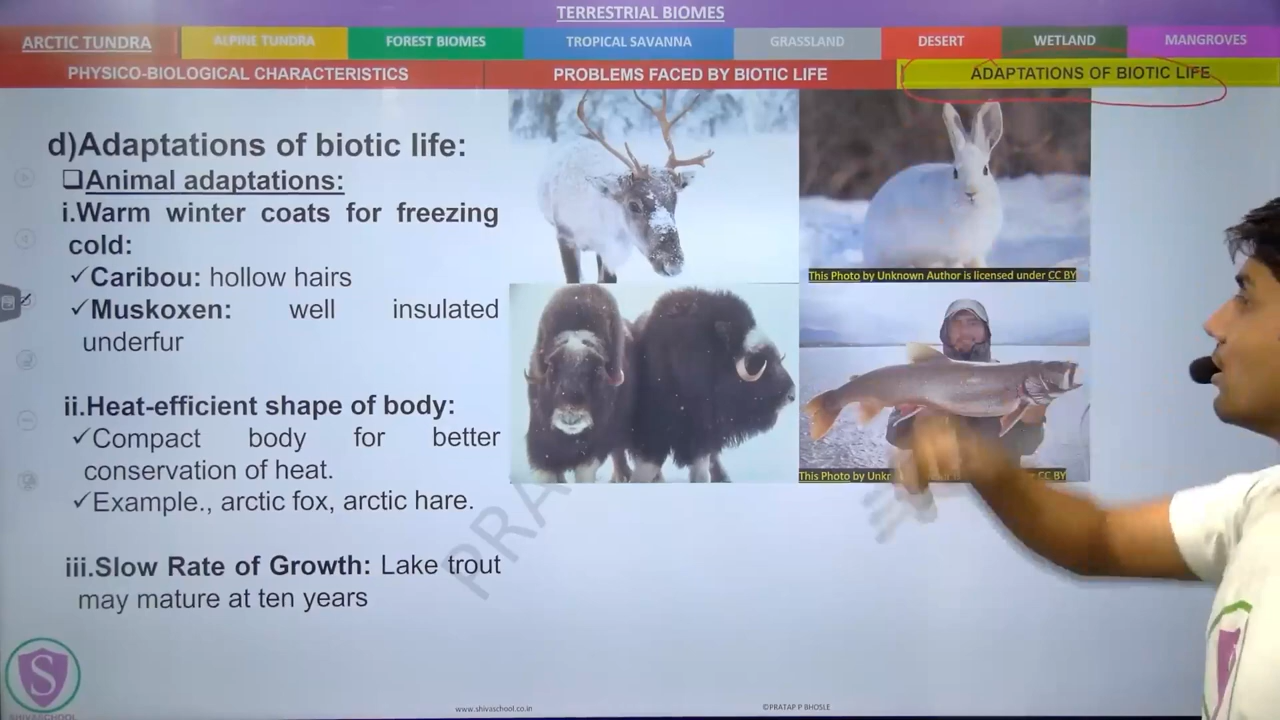 TERRESTRIAL BIOMES
ARCTIC TUNDRA
ALPINE TUNDRA
FOREST BIOMES
TROPICAL SAVANNA
GRASSLAND
DESERT
WETLAND
MANGROVES
PHYSICO-BIOLOGICAL CHARACTERISTICS
PROBLEMS FACED BY BIOTIC LIFE
ADAPTATIONS OF BIOTIC LIFE
d)Adaptations of biotic life:
❑Animal adaptations:
i.Warm winter coats for freezing
cold:
✓Caribou: hollow hairs
✓Muskoxen: well insulated
underfur
ii.Heat-efficient shape of body:
✓Compact body for better
conservation of heat.
✓Example., arctic fox, arctic hare.
iii.Slow Rate of Growth: Lake trout
may mature at ten years
This Photo by Unknown Author is licensed under CC BY
This Photo by CC BY
S
SHIVASCHOOL
www.shivaschool.co.in
©PRATAP P BHOSLE